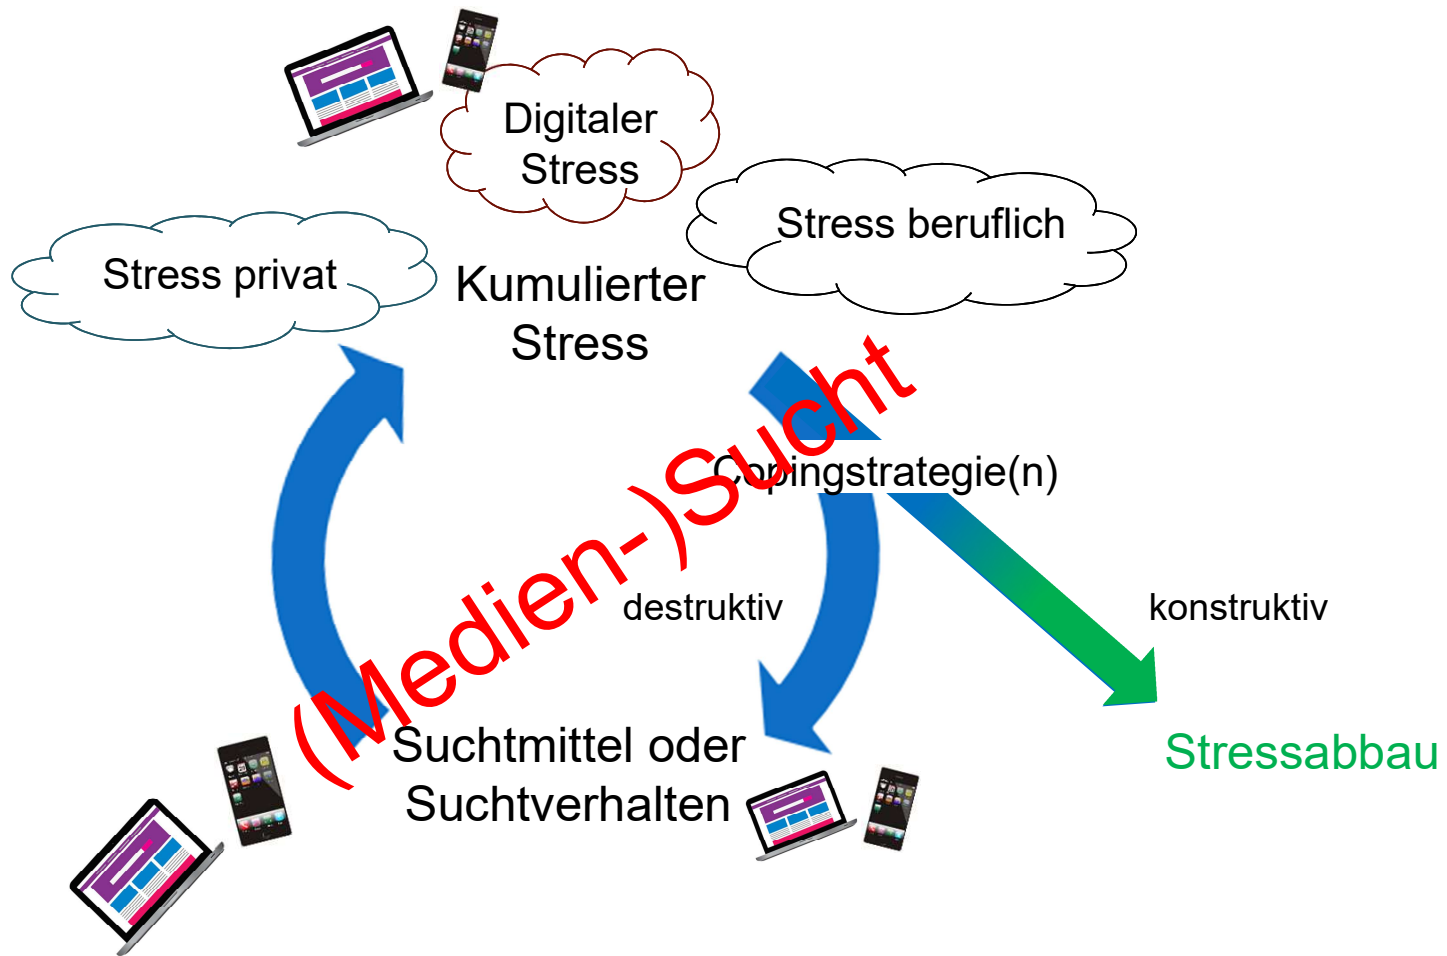 Digitaler
Stress
Stress beruflich
Stress privat
Kumulierter
Stress
(Medien-)Sucht
Copingstrategie(n)
destruktiv
konstruktiv
Suchtmittel oder
Suchtverhalten
Stressabbau